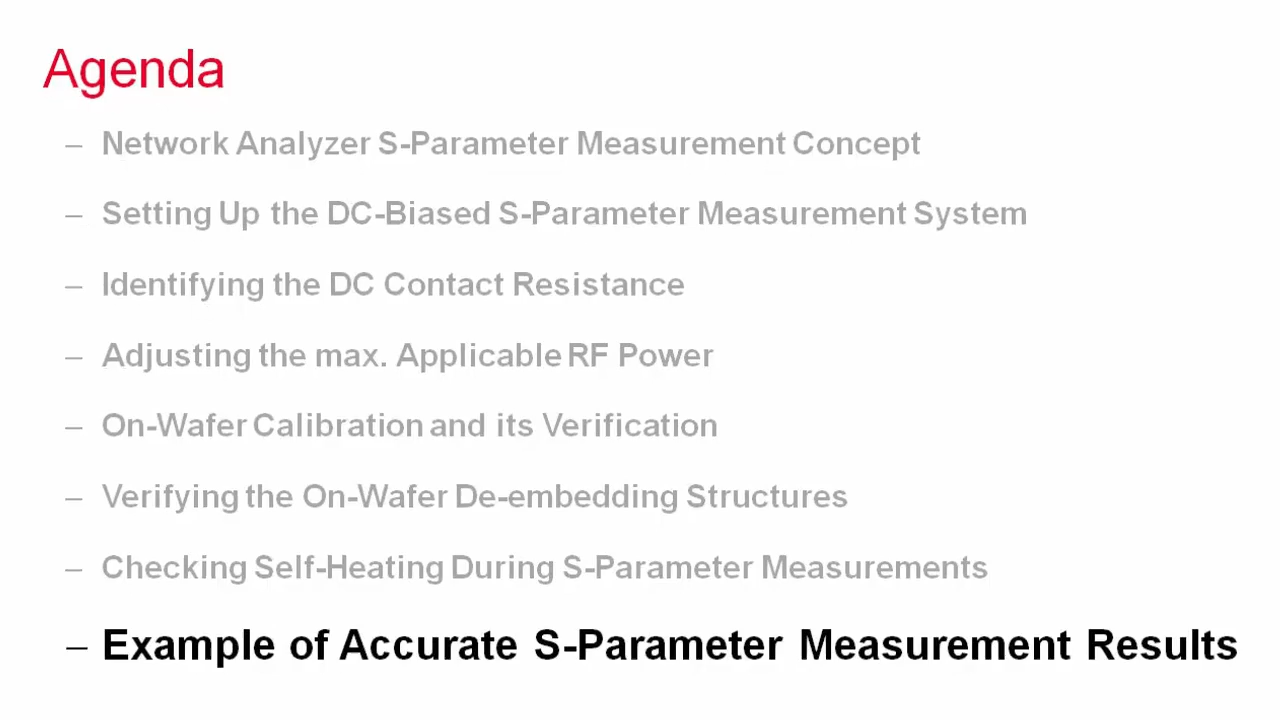 Agenda
– Network Analyzer S-Parameter Measurement Concept
– Setting Up the DC-Biased S-Parameter Measurement System
– Identifying the DC Contact Resistance
– Adjusting the max. Applicable RF Power
– On-Wafer Calibration and its Verification
– Verifying the On-Wafer De-embedding Structures
– Checking Self-Heating During S-Parameter Measurements
– Example of Accurate S-Parameter Measurement Results